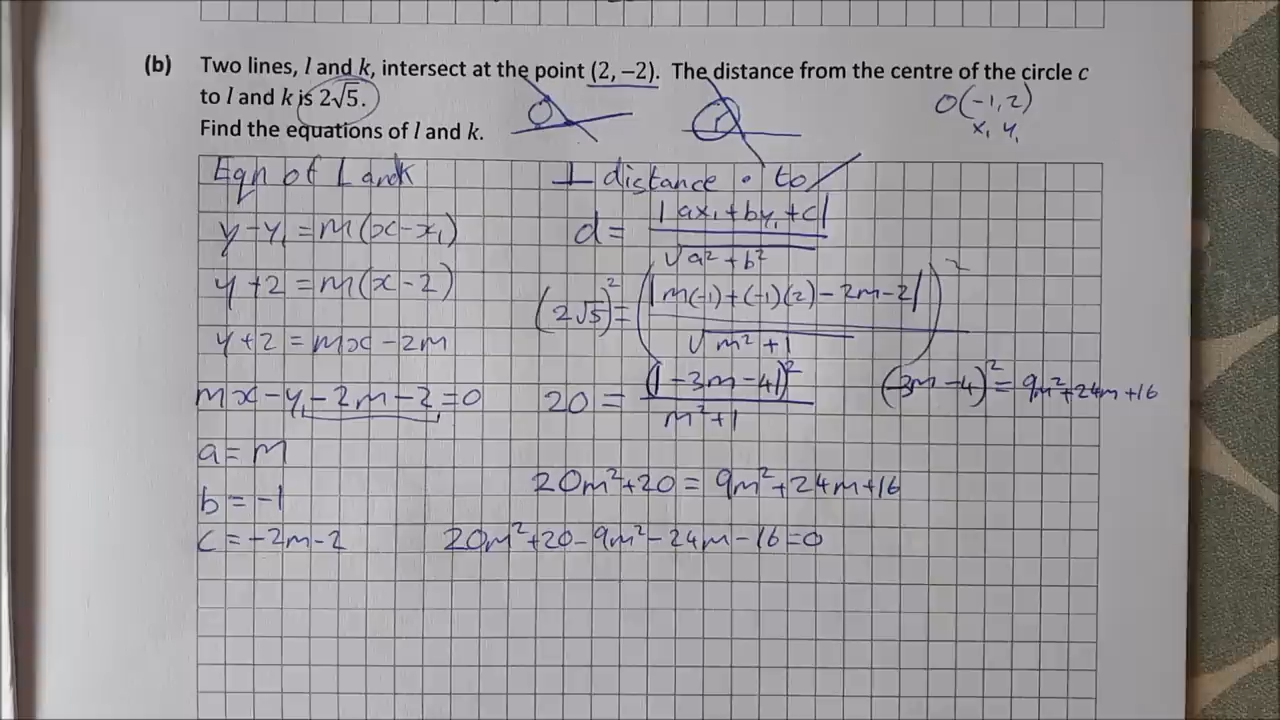 (b) Two lines, l and k, intersect at the point (2, −2). The distance from the centre of the circle c
to l and k is 2√5.
Find the equations of l and k.
O(-1,2)
x₁ y₁
Eqn of L and k
y-y₁ = m(x-x₁)
y+2 = m(x-2)
y+2 = mx-2m
mx-y-2m-2=0
a=m
b=-1
c=-2m-2
⊥ distance • to /
d = |ax₁+by₁+c| / √a²+b²
(2√5)² = (|m(-1)+(-1)(2)-2m-2| / √m²+1)²
20 = (|-3m-4|)² / m²+1
(-3m-4)² = 9m²+24m+16
20m²+20 = 9m²+24m+16
20m²+20-9m²-24m-16=0